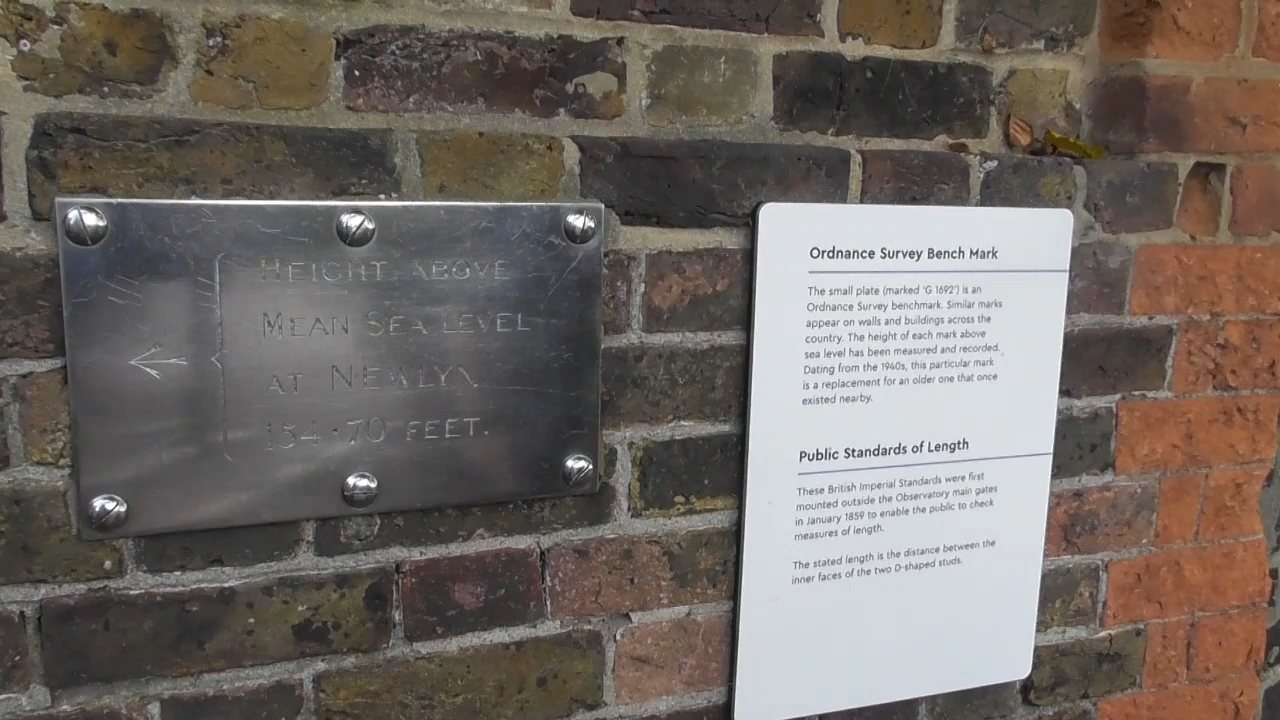 HEIGHT ABOVE
MEAN SEA LEVEL
AT NEWLYN
154·70 FEET.
Ordnance Survey Bench Mark
The small plate (marked 'G 1692') is an
Ordnance Survey benchmark. Similar marks
appear on walls and buildings across the
country. The height of each mark above
sea level has been measured and recorded.
Dating from the 1940s, this particular mark
is a replacement for an older one that once
existed nearby.
Public Standards of Length
These British Imperial Standards were first
mounted outside the Observatory main gates
in January 1859 to enable the public to check
measures of length.
The stated length is the distance between the
inner faces of the two D-shaped studs.